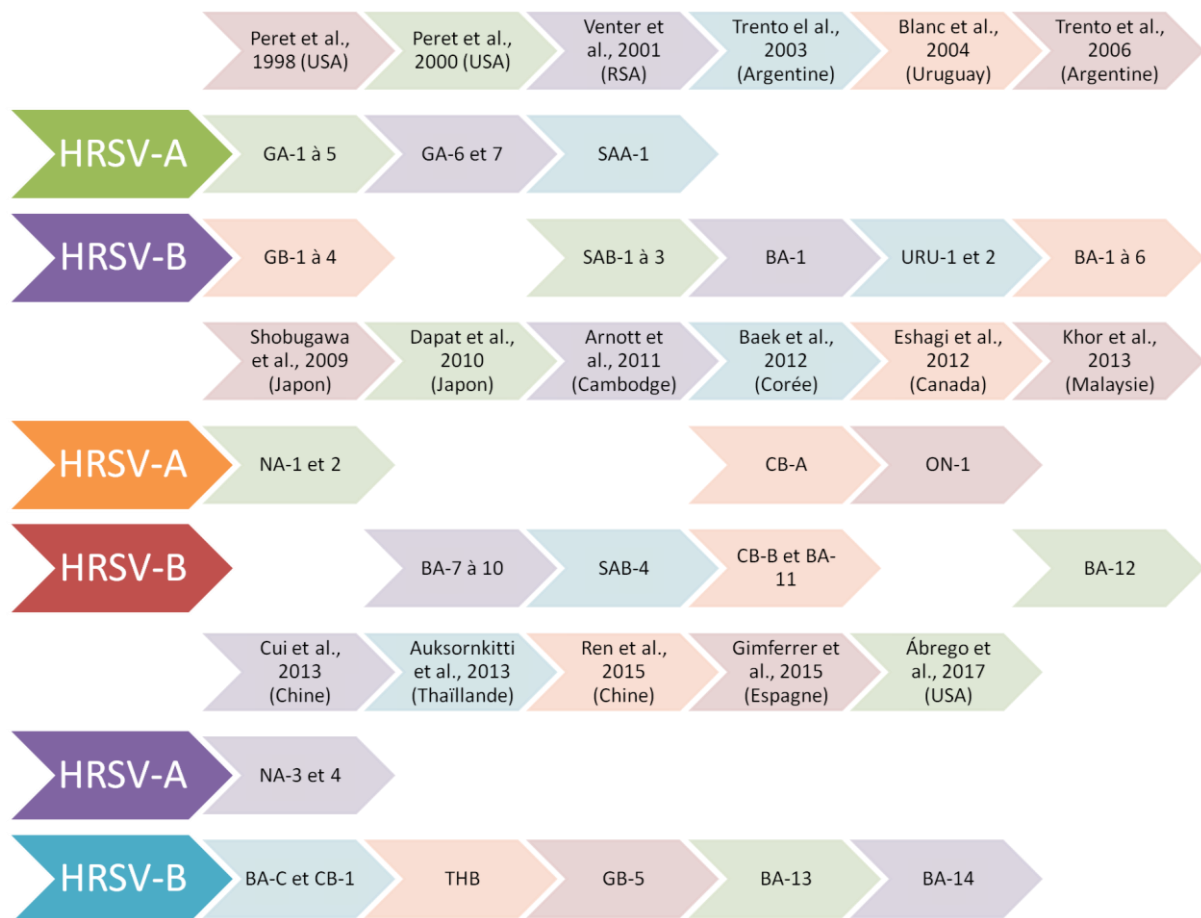 Peret et al.,
1998 (USA)
Peret et al.,
2000 (USA)
Venter et
al., 2001
(RSA)
Trento el al.,
2003
(Argentine)
Blanc et al.,
2004
(Uruguay)
Trento et al.,
2006
(Argentine)
HRSV-A
GA-1 à 5
GA-6 et 7
SAA-1
HRSV-B
GB-1 à 4
SAB-1 à 3
BA-1
URU-1 et 2
BA-1 à 6
Shobugawa
et al., 2009
(Japon)
Dapat et al.,
2010
(Japon)
Arnott et
al., 2011
(Cambodge)
Baek et al.,
2012
(Corée)
Eshagi et al.,
2012
(Canada)
Khor et al.,
2013
(Malaysie)
HRSV-A
NA-1 et 2
CB-A
ON-1
HRSV-B
BA-7 à 10
SAB-4
CB-B et BA-
11
BA-12
Cui et al.,
2013
(Chine)
Auksornkitti
et al., 2013
(Thaïllande)
Ren et al.,
2015
(Chine)
Gimferrer
et al., 2015
(Espagne)
Ábrego et
al., 2017
(USA)
HRSV-A
NA-3 et 4
HRSV-B
BA-C et CB-1
THB
GB-5
BA-13
BA-14